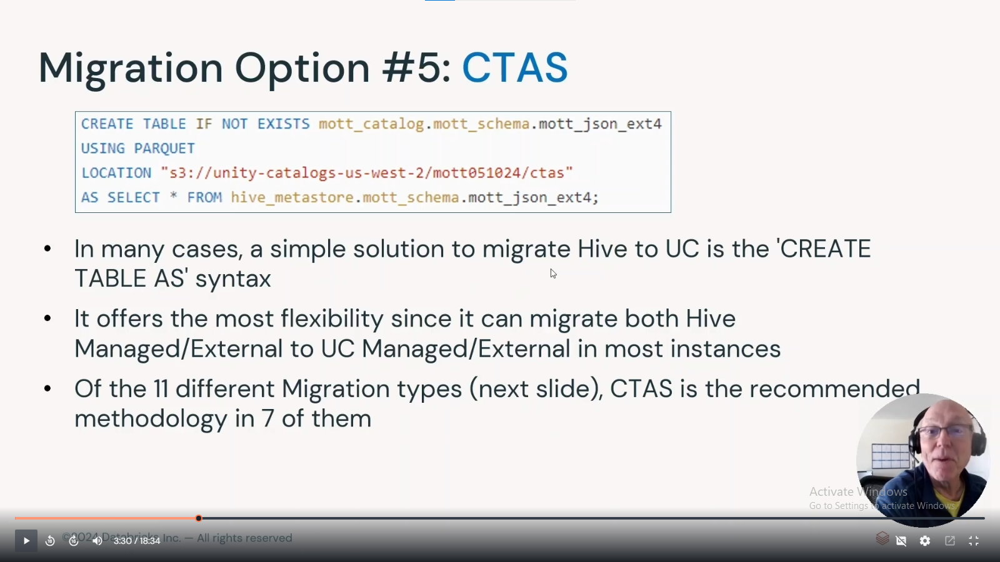 Migration Option #5: CTAS
CREATE TABLE IF NOT EXISTS mott_catalog.mott_schema.mott_json_ext4
USING PARQUET
LOCATION "s3://unity-catalogs-us-west-2/mott051024/ctas"
AS SELECT * FROM hive_metastore.mott_schema.mott_json_ext4;
• In many cases, a simple solution to migrate Hive to UC is the 'CREATE
TABLE AS' syntax
• It offers the most flexibility since it can migrate both Hive
Managed/External to UC Managed/External in most instances
• Of the 11 different Migration types (next slide), CTAS is the recommended
methodology in 7 of them
Activate Windows
Go to Settings to activate Windows.
©2024 Databricks Inc. — All rights reserved
10
10
3:30 / 18:34